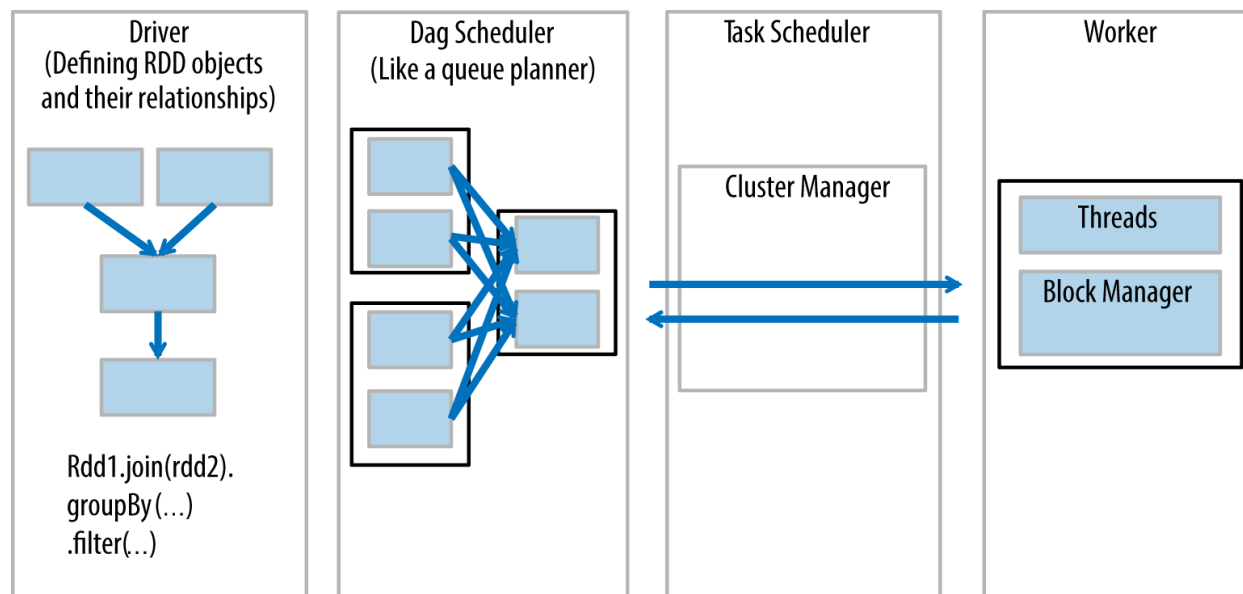 Driver
(Defining RDD objects
and their relationships)
Rdd1.join(rdd2).
groupBy(…)
.filter(…)
Dag Scheduler
(Like a queue planner)
Task Scheduler
Cluster Manager
Worker
Threads
Block Manager